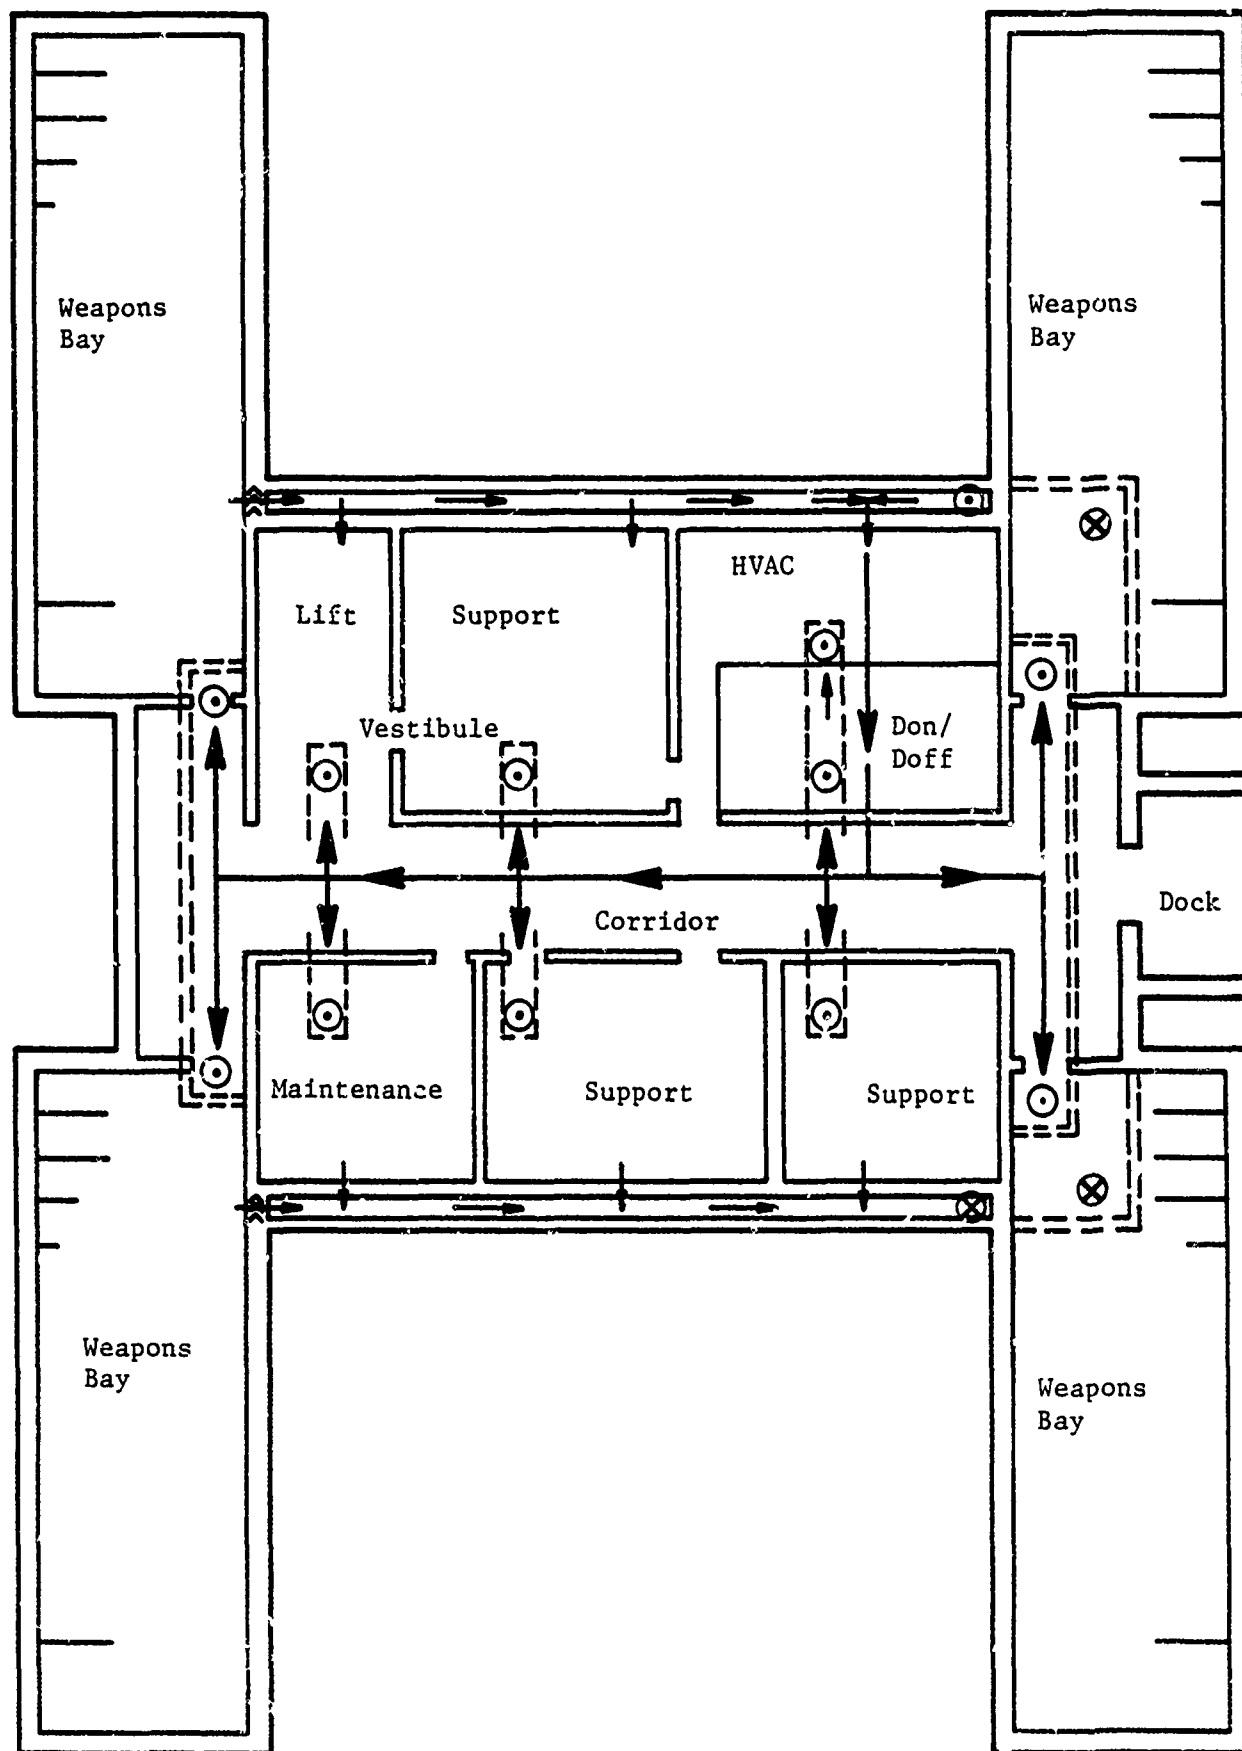 Weapons
Bay
Weapons
Bay
HVAC
Lift
Support
Vestibule
Don/
Doff
Dock
Corridor
Maintenance
Support
Support
Weapons
Bay
Weapons
Bay